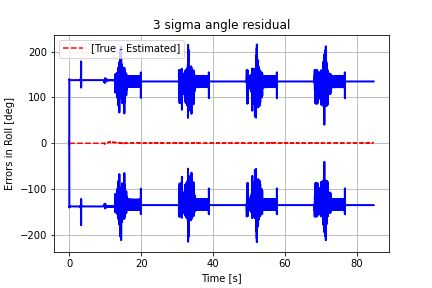 3 sigma angle residual
[True - Estimated]
Errors in Roll [deg]
200
100
0
−100
−200
0
20
40
60
80
Time [s]